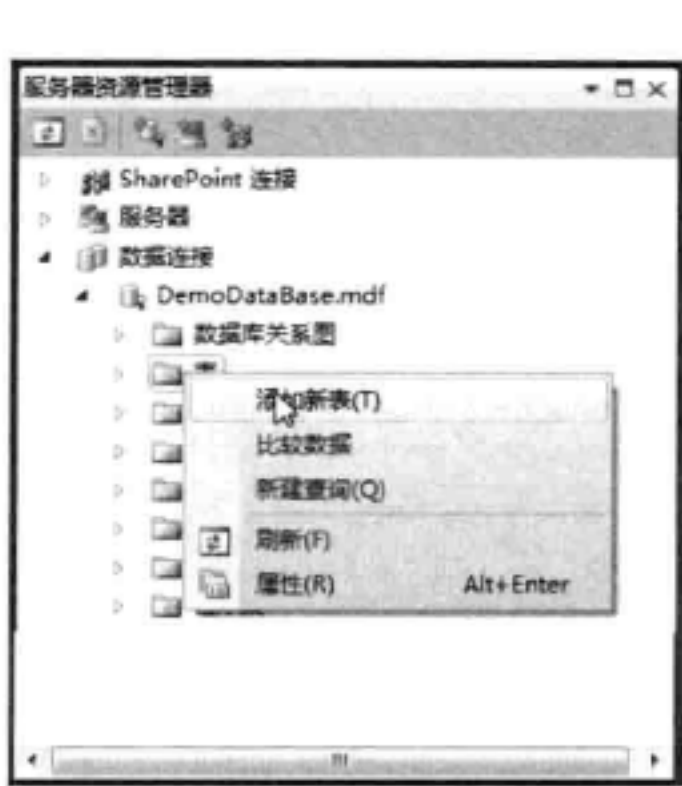 服务器资源管理器
SharePoint 连接
服务器
数据连接
DemoDataBase.mdf
数据库关系图
添加新表(T)
比较数据
新建查询(Q)
刷新(F)
属性(R) Alt+Enter